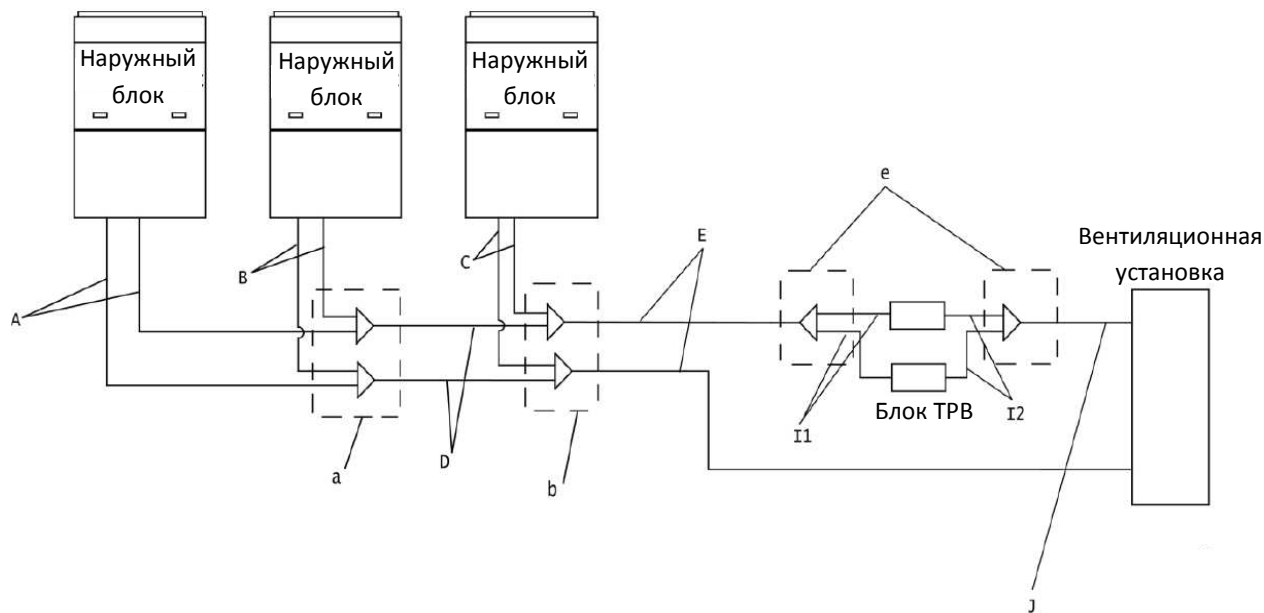 Наружный
блок
Наружный
блок
Наружный
блок
e
E
Вентиляционная
установка
B
C
A
Блок ТРВ
I2
I1
D
a
b
J